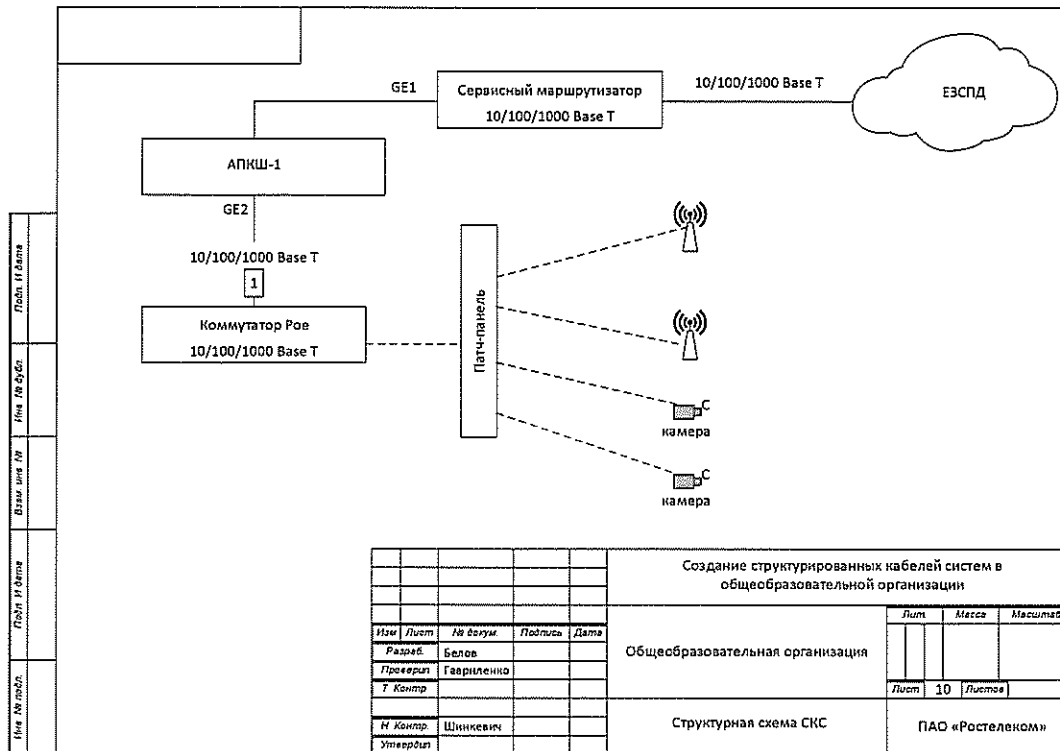 GE1
Сервисный маршрутизатор
10/100/1000 Base T
10/100/1000 Base T
ЕЗСПД
АПКШ-1
GE2
10/100/1000 Base T
1
Коммутатор Poe
10/100/1000 Base T
Патч-панель
С
камера
С
камера
Подп. И дата
Инв. № дубл.
Взам. инв №
Подп. И дата
Инв № подл.
Создание структурированных кабелей систем в
общеобразовательной организации
Изм Лист № докум. Подпись Дата
Разраб. Белов
Проверил Гавриленко
Т Контр
Н Контр. Шинкевич
Утвердил
Общеобразовательная организация
Лит Масса Масштаб
Лист 10 Листов
Структурная схема СКС
ПАО «Ростелеком»